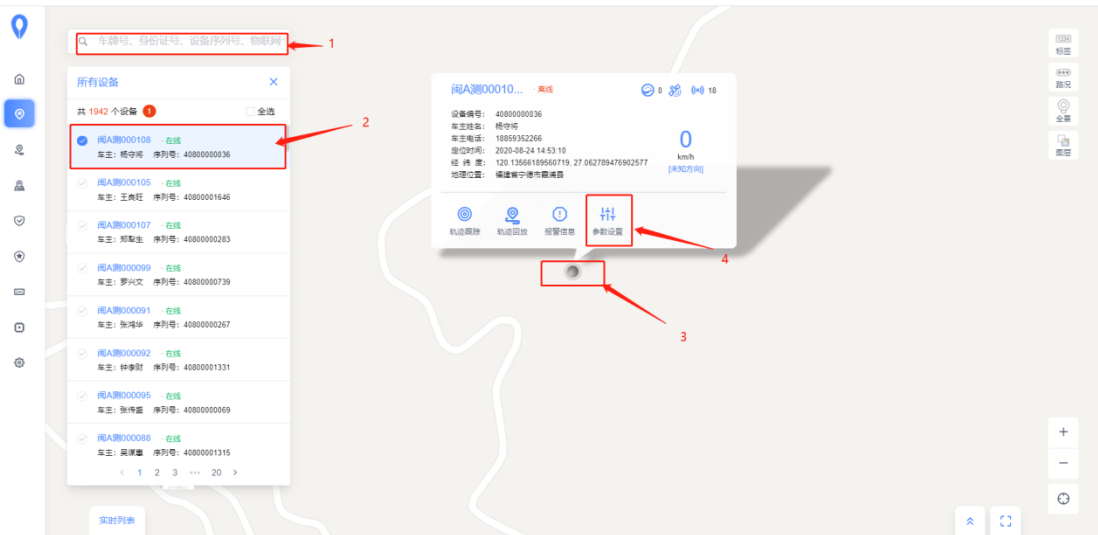 车牌号、身份证号、设备序列号、物联网
1
所有设备
共 1942 个设备 1
全选
2
闽A测000108 ·在线
车主：杨守将 序列号：40800000036
闽A测000105 ·在线
车主：王良旺 序列号：40800001646
闽A测000107 ·在线
车主：郑梨生 序列号：40800000283
闽A测000099 ·在线
车主：罗兴文 序列号：40800000739
闽A测000091 ·在线
车主：张鸿华 序列号：40800000267
闽A测000092 ·在线
车主：钟孝财 序列号：40800001331
闽A测000095 ·在线
车主：张传盛 序列号：40800000069
闽A测000088 ·在线
车主：吴谋 序列号：40800001315
< 1 2 3 ··· 20 >
实时列表
闽A测00010... ·离线
0
18
设备编号： 40800000036
车主姓名： 杨守将
车主电话： 18859352266
定位时间： 2020-08-24 14:53:10
经 纬 度： 120.13566189560719, 27.062789476902577
地理位置： 福建省宁德市霞浦县
0
km/h
[未知方向]
轨迹跟踪
轨迹回放
报警信息
参数设置
4
3
1234
标签
路况
全景
图层
+
−